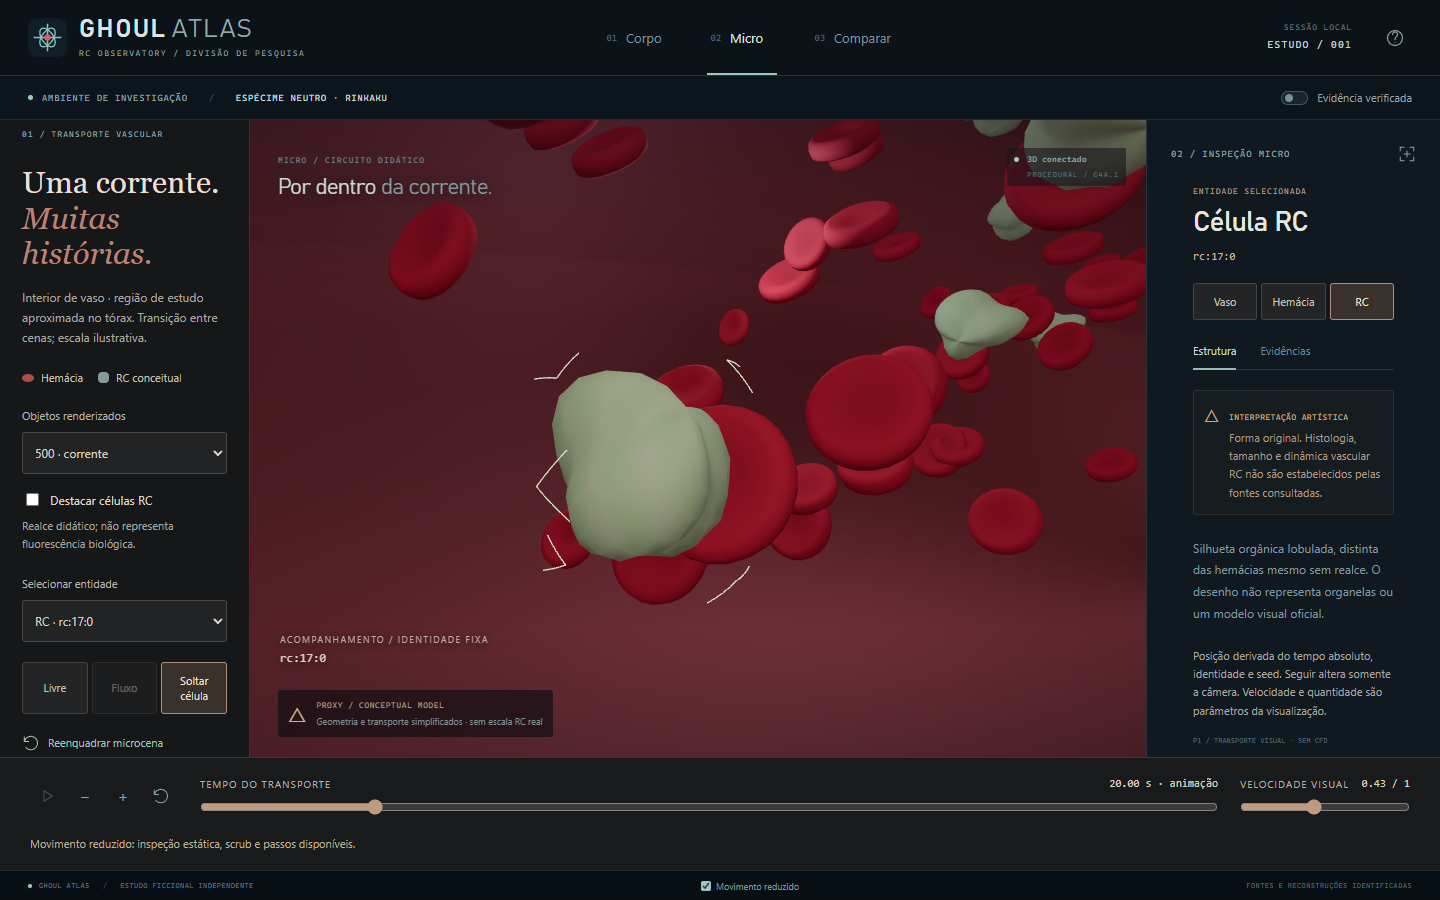 GHOUL ATLAS
RC OBSERVATORY / DIVISÃO DE PESQUISA
01 Corpo
02 Micro
03 Comparar
SESSÃO LOCAL
ESTUDO / 001
AMBIENTE DE INVESTIGAÇÃO / ESPÉCIME NEUTRO · RINKAKU
Evidência verificada
01 / TRANSPORTE VASCULAR
Uma corrente.
Muitas
histórias.
Interior de vaso · região de estudo
aproximada no tórax. Transição entre
cenas; escala ilustrativa.
Hemácia
RC conceitual
Objetos renderizados
500 · corrente
Destacar células RC
Realce didático; não representa
fluorescência biológica.
Selecionar entidade
RC · rc:17:0
Livre
Fluxo
Soltar
célula
Reenquadrar microcena
MICRO / CIRCUITO DIDÁTICO
Por dentro da corrente.
3D conectado
PROCEDURAL / G4A.1
ACOMPANHAMENTO / IDENTIDADE FIXA
rc:17:0
PROXY / CONCEPTUAL MODEL
Geometria e transporte simplificados · sem escala RC real
02 / INSPEÇÃO MICRO
ENTIDADE SELECIONADA
Célula RC
rc:17:0
Vaso
Hemácia
RC
Estrutura
Evidências
INTERPRETAÇÃO ARTÍSTICA
Forma original. Histologia,
tamanho e dinâmica vascular
RC não são estabelecidos pelas
fontes consultadas.
Silhueta orgânica lobulada, distinta
das hemácias mesmo sem realce. O
desenho não representa organelas ou
um modelo visual oficial.
Posição derivada do tempo absoluto,
identidade e seed. Seguir altera somente
a câmera. Velocidade e quantidade são
parâmetros da visualização.
P1 / TRANSPORTE VISUAL · SEM CFD
TEMPO DO TRANSPORTE
20.00 s · animação
VELOCIDADE VISUAL
0.43 / 1
Movimento reduzido: inspeção estática, scrub e passos disponíveis.
GHOUL ATLAS / ESTUDO FICCIONAL INDEPENDENTE
Movimento reduzido
FONTES E RECONSTRUÇÕES IDENTIFICADAS